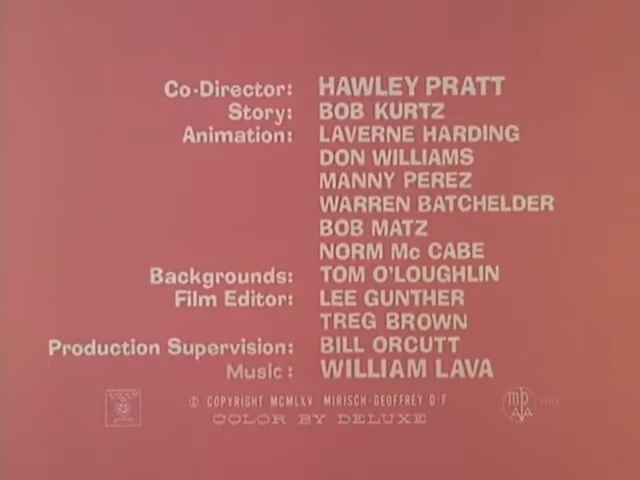 Co-Director: HAWLEY PRATT
Story: BOB KURTZ
Animation: LAVERNE HARDING
DON WILLIAMS
MANNY PEREZ
WARREN BATCHELDER
BOB MATZ
NORM Mc CABE
Backgrounds: TOM O'LOUGHLIN
Film Editor: LEE GUNTHER
TREG BROWN
Production Supervision: BILL ORCUTT
Music: WILLIAM LAVA
© COPYRIGHT MCMLXV MIRISCH-GEOFFREY D-F
COLOR BY DELUXE